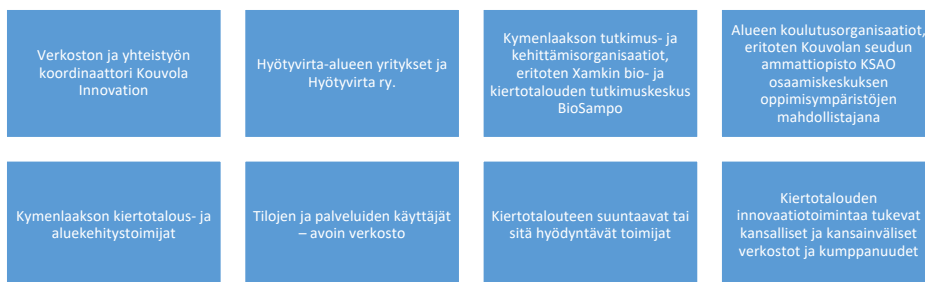 Verkoston ja yhteistyön
koordinaattori Kouvola
Innovation
Hyötyvirta-alueen yritykset ja
Hyötyvirta ry.
Kymenlaakson tutkimus- ja
kehittämisorganisaatiot,
eritoten Xamkin bio- ja
kiertotalouden tutkimuskeskus
BioSampo
Alueen koulutusorganisaatiot,
eritoten Kouvolan seudun
ammattiopisto KSAO
osaamiskeskuksen
oppimisympäristöjen
mahdollistajana
Kymenlaakson kiertotalous- ja
aluekehitystoimijat
Tilojen ja palveluiden käyttäjät
– avoin verkosto
Kiertotalouteen suuntaavat tai
sitä hyödyntävät toimijat
Kiertotalouden
innovaatiotoimintaa tukevat
kansalliset ja kansainväliset
verkostot ja kumppanuudet